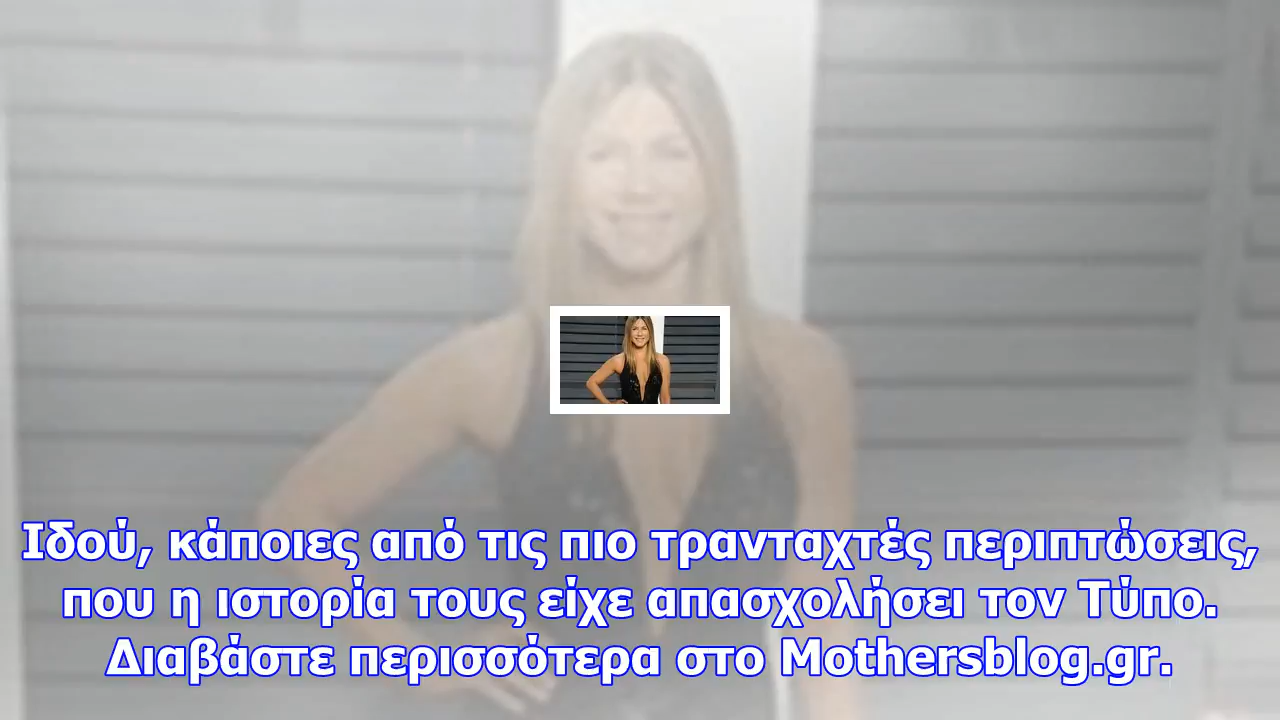 Ιδού, κάποιες από τις πιο τρανταχτές περιπτώσεις,
που η ιστορία τους είχε απασχολήσει τον Τύπο.
Διαβάστε περισσότερα στο Mothersblog.gr.